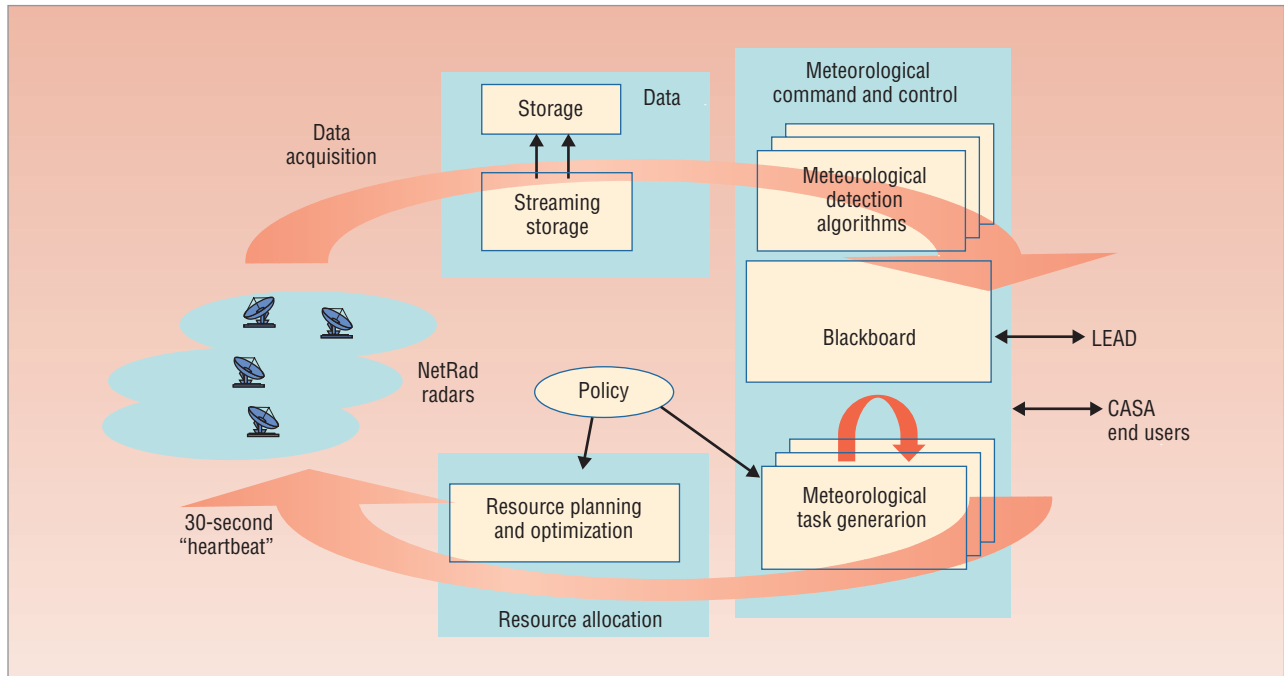 Data
acquisition
Storage
Data
Streaming
storage
Meteorological
command and control
Meteorological
detection
algorithms
Blackboard
LEAD
CASA
end users
NetRad
radars
Policy
30-second
“heartbeat”
Resource planning
and optimization
Resource allocation
Meteorological
task generarion